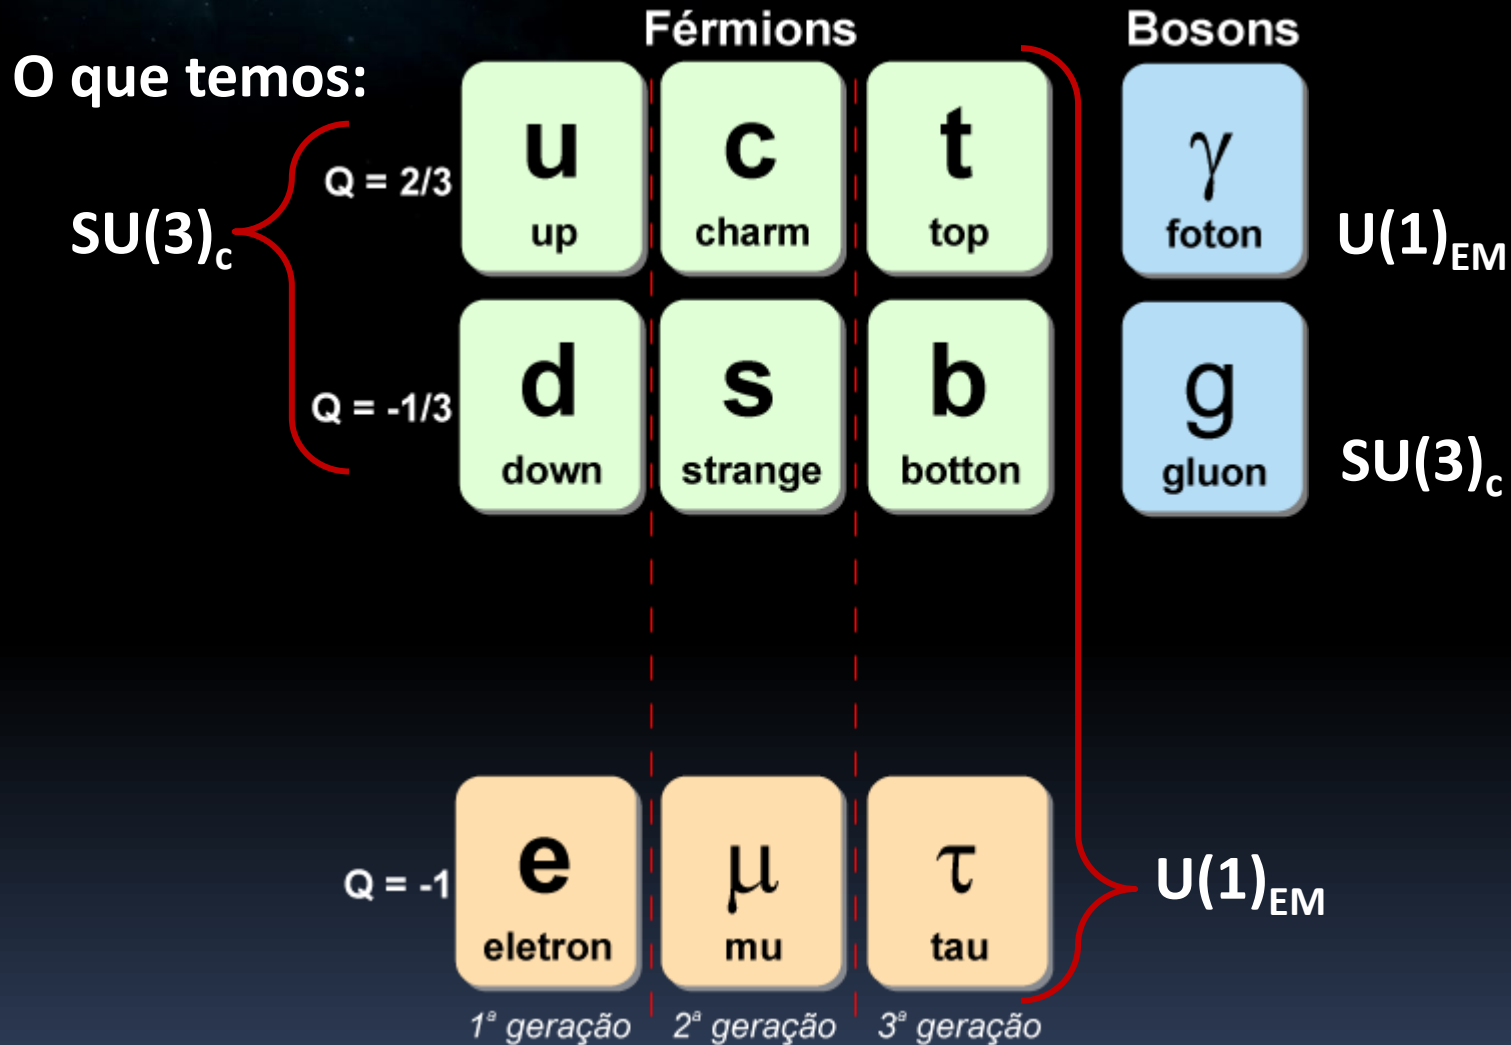 Férmions
Bosons
O que temos:
SU(3)c
Q = 2/3
u
up
c
charm
t
top
γ
foton
U(1)EM
Q = -1/3
d
down
s
strange
b
botton
g
gluon
SU(3)c
Q = -1
e
eletron
μ
mu
τ
tau
U(1)EM
1ª geração
2ª geração
3ª geração